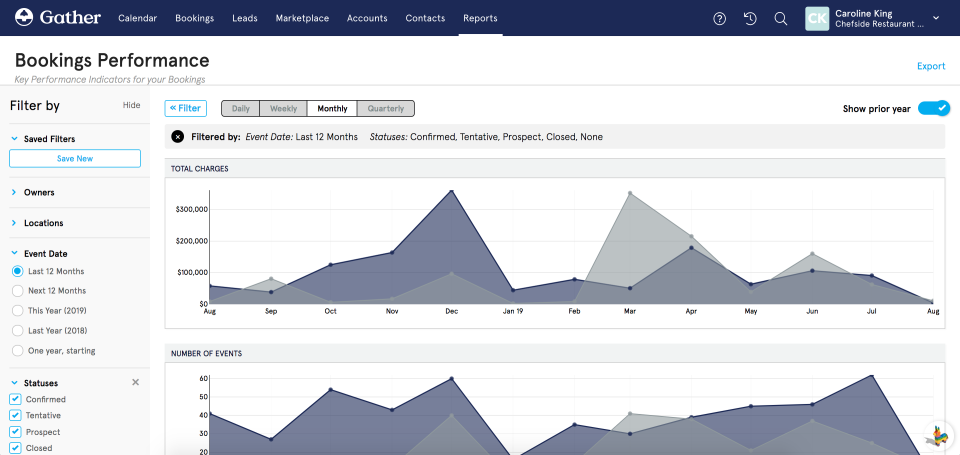 Gather Calendar Bookings Leads Marketplace Accounts Contacts Reports ? CK Caroline King
Chefside Restaurant ...
Bookings Performance
Key Performance Indicators for your Bookings
Export
Filter by Hide
Saved Filters
Save New
Owners
Locations
Event Date
Last 12 Months
Next 12 Months
This Year (2019)
Last Year (2018)
One year, starting
Statuses
Confirmed
Tentative
Prospect
Closed
« Filter Daily Weekly Monthly Quarterly Show prior year
Filtered by: Event Date: Last 12 Months Statuses: Confirmed, Tentative, Prospect, Closed, None
TOTAL CHARGES
$300,000
$200,000
$100,000
$0
Aug Sep Oct Nov Dec Jan 19 Feb Mar Apr May Jun Jul Aug
NUMBER OF EVENTS
60
50
40
30
20